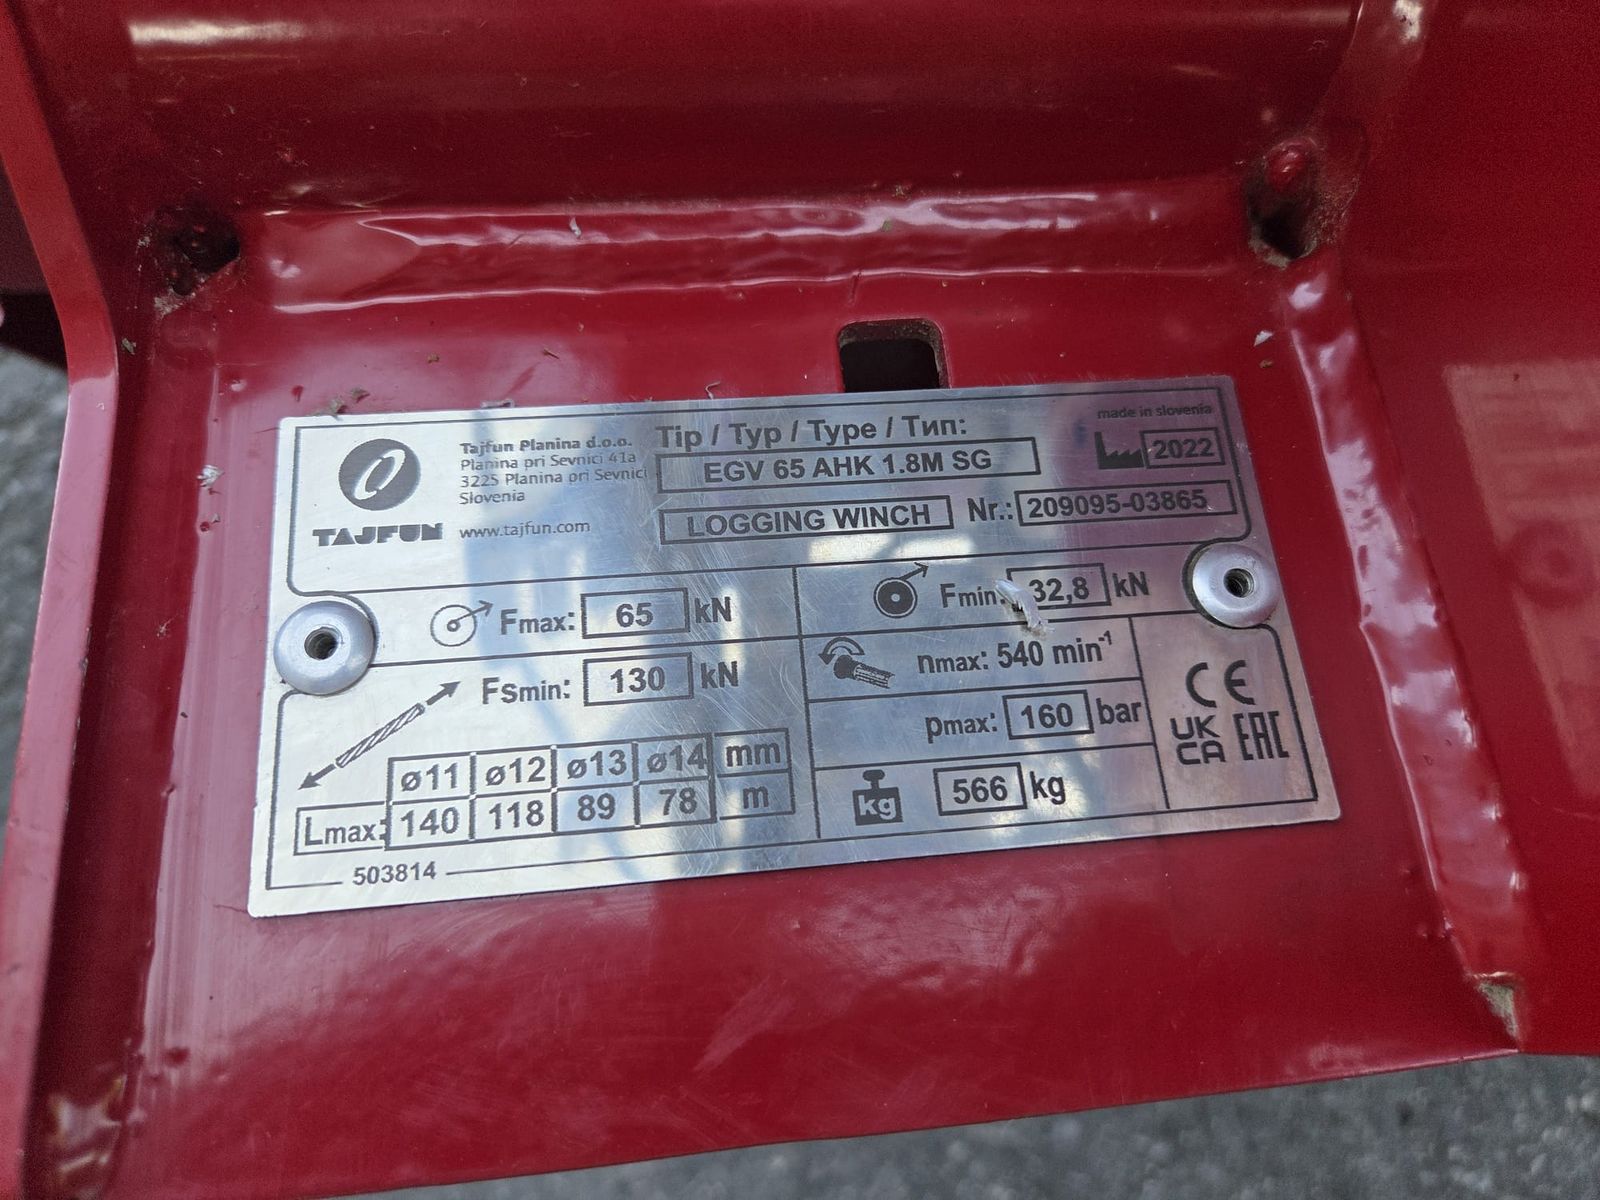 TAJFUN
Tajfun Planina d.o.o.
Planina pri Sevnici 41a
3225 Planina pri Sevnici
Slovenia
www.tajfun.com
Tip / Typ / Type / Тип:
EGV 65 AHK 1.8M SG
made in slovenia
2022
LOGGING WINCH
Nr.: 209095-03865
Fmax: 65 kN
Fmin: 32,8 kN
FSmin: 130 kN
nmax: 540 min⁻¹
pmax: 160 bar
ø11 ø12 ø13 ø14 mm
Lmax: 140 118 89 78 m
kg 566 kg
CE
UK
CA EAC
503814